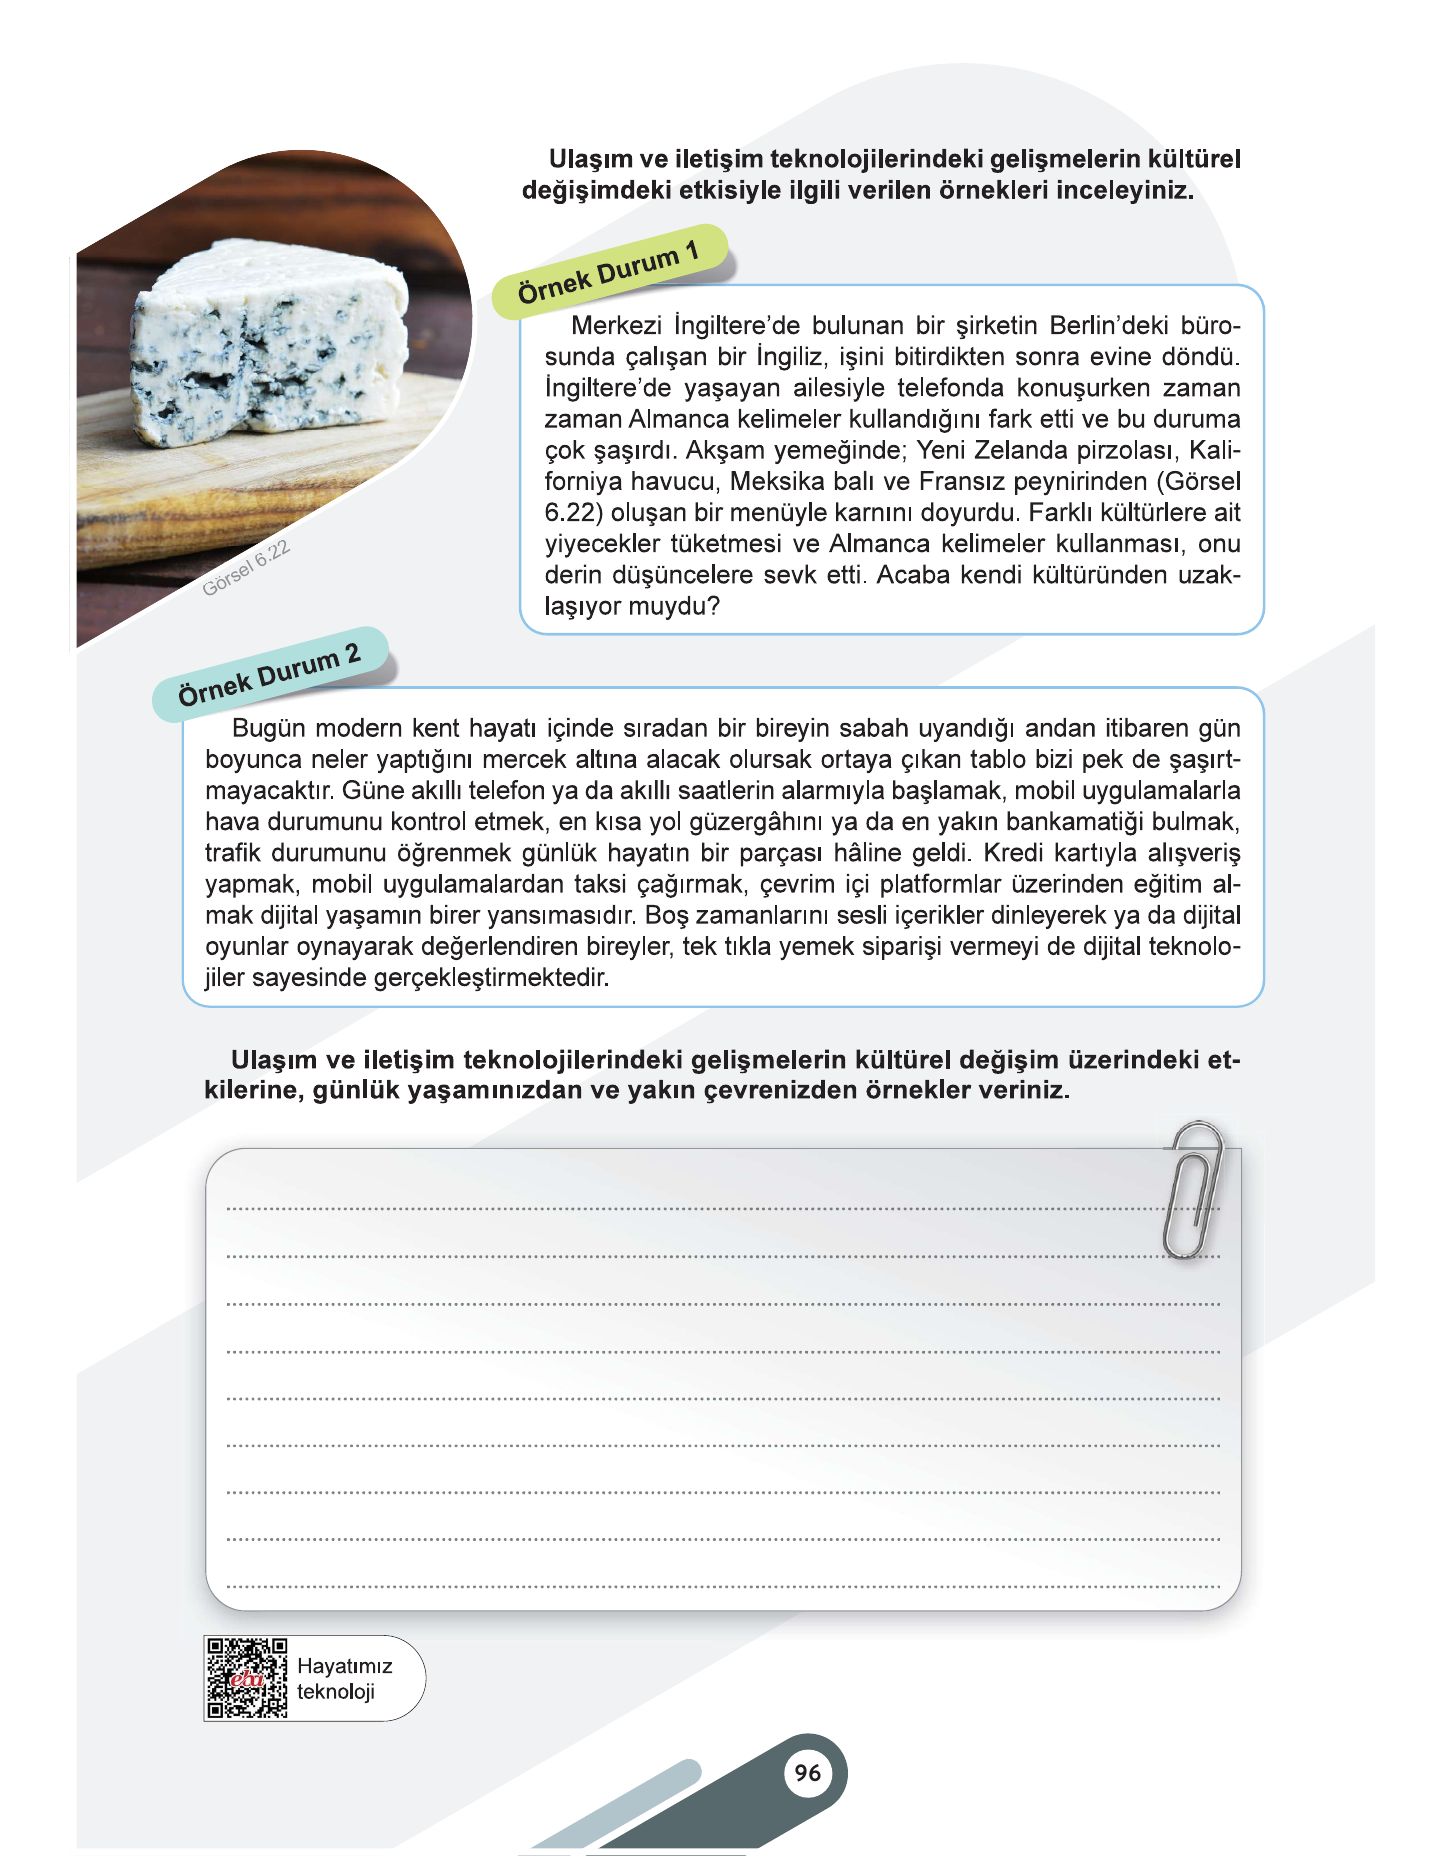 Ulaşım ve iletişim teknolojilerindeki gelişmelerin kültürel
değişimdeki etkisiyle ilgili verilen örnekleri inceleyiniz.
Örnek Durum 1
Merkezi İngiltere’de bulunan bir şirketin Berlin’deki büro-
sunda çalışan bir İngiliz, işini bitirdikten sonra evine döndü.
İngiltere’de yaşayan ailesiyle telefonda konuşurken zaman
zaman Almanca kelimeler kullandığını fark etti ve bu duruma
çok şaşırdı. Akşam yemeğinde; Yeni Zelanda pirzolası, Kali-
forniya havucu, Meksika balı ve Fransız peynirinden (Görsel
6.22) oluşan bir menüyle karnını doyurdu. Farklı kültürlere ait
yiyecekler tüketmesi ve Almanca kelimeler kullanması, onu
derin düşüncelere sevk etti. Acaba kendi kültüründen uzak-
laşıyor muydu?
Görsel 6.22
Örnek Durum 2
Bugün modern kent hayatı içinde sıradan bir bireyin sabah uyandığı andan itibaren gün
boyunca neler yaptığını mercek altına alacak olursak ortaya çıkan tablo bizi pek de şaşırt-
mayacaktır. Güne akıllı telefon ya da akıllı saatlerin alarmıyla başlamak, mobil uygulamalarla
hava durumunu kontrol etmek, en kısa yol güzergâhını ya da en yakın bankamatiği bulmak,
trafik durumunu öğrenmek günlük hayatın bir parçası hâline geldi. Kredi kartıyla alışveriş
yapmak, mobil uygulamalardan taksi çağırmak, çevrim içi platformlar üzerinden eğitim al-
mak dijital yaşamın birer yansımasıdır. Boş zamanlarını sesli içerikler dinleyerek ya da dijital
oyunlar oynayarak değerlendiren bireyler, tek tıkla yemek siparişi vermeyi de dijital teknolo-
jiler sayesinde gerçekleştirmektedir.
Ulaşım ve iletişim teknolojilerindeki gelişmelerin kültürel değişim üzerindeki et-
kilerine, günlük yaşamınızdan ve yakın çevrenizden örnekler veriniz.
eba
Hayatımız
teknoloji
96